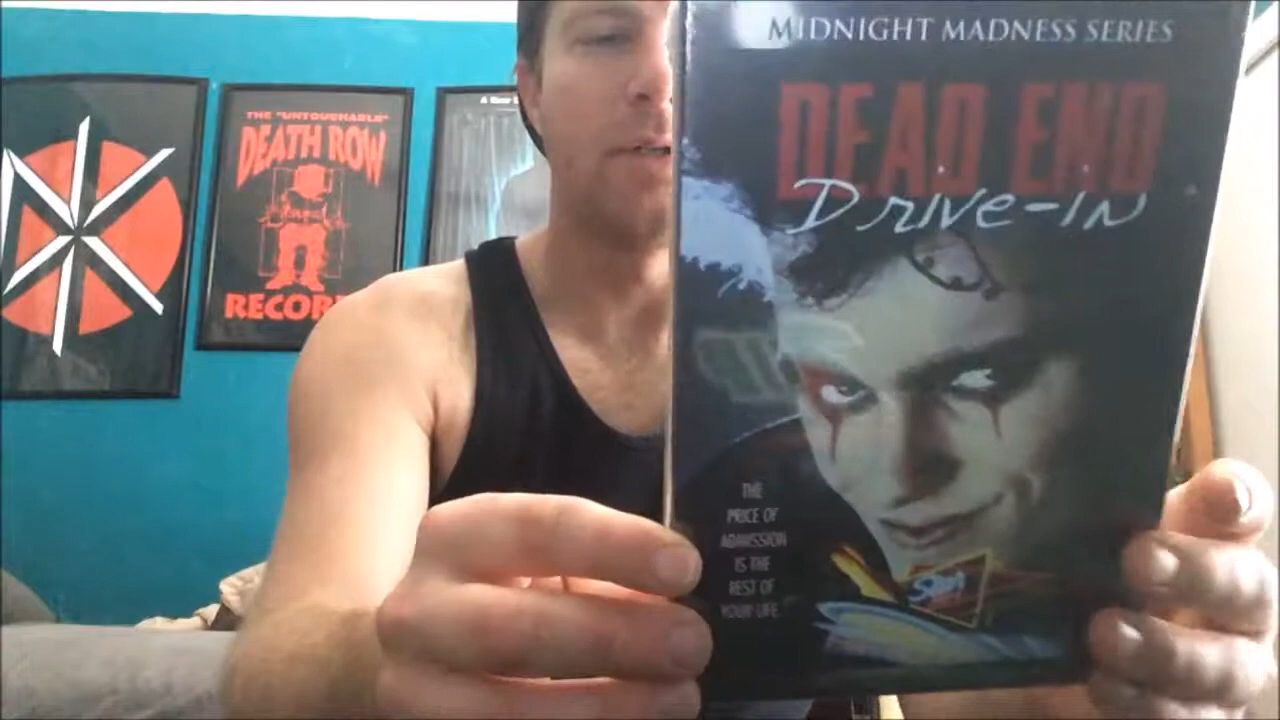 THE "UNTOUCHABLE"
DEATH ROW
RECOR
MIDNIGHT MADNESS SERIES
DEAD END
DRIVE-IN
THE
PRICE OF
ADMISSION
IS THE
REST OF
YOUR LIFE